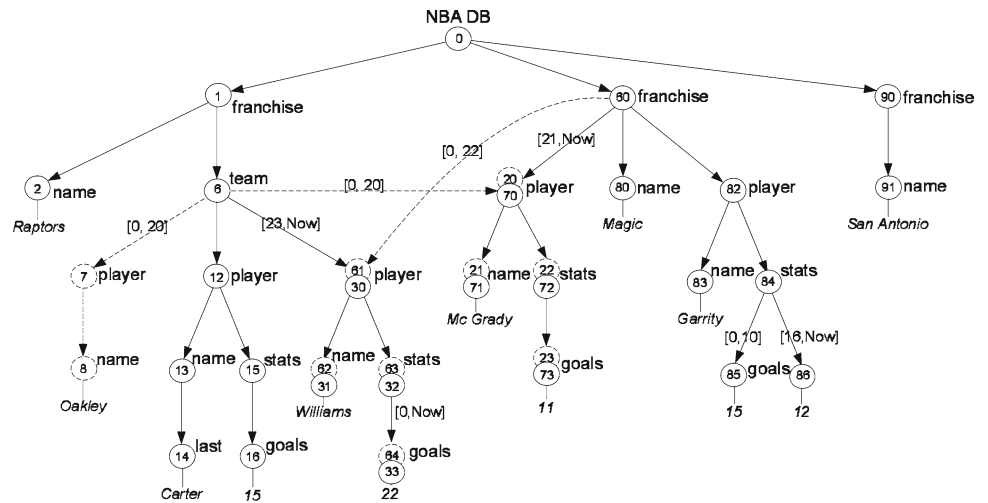 NBA DB
0
1
franchise
60
franchise
90
franchise
[21,Now]
[0, 22]
2
name
Raptors
6
team
[0, 20]
20
70
player
80
name
Magic
82
player
91
name
San Antonio
[0, 20]
[23,Now]
7
player
12
player
61
30
player
21
71
name
Mc Grady
22
72
stats
83
name
Garrity
84
stats
[0,10]
[16,Now]
8
name
Oakley
13
name
15
stats
62
31
name
Williams
63
32
stats
23
73
goals
11
85
goals
86
15
12
[0,Now]
14
last
Carter
16
goals
15
64
33
goals
22